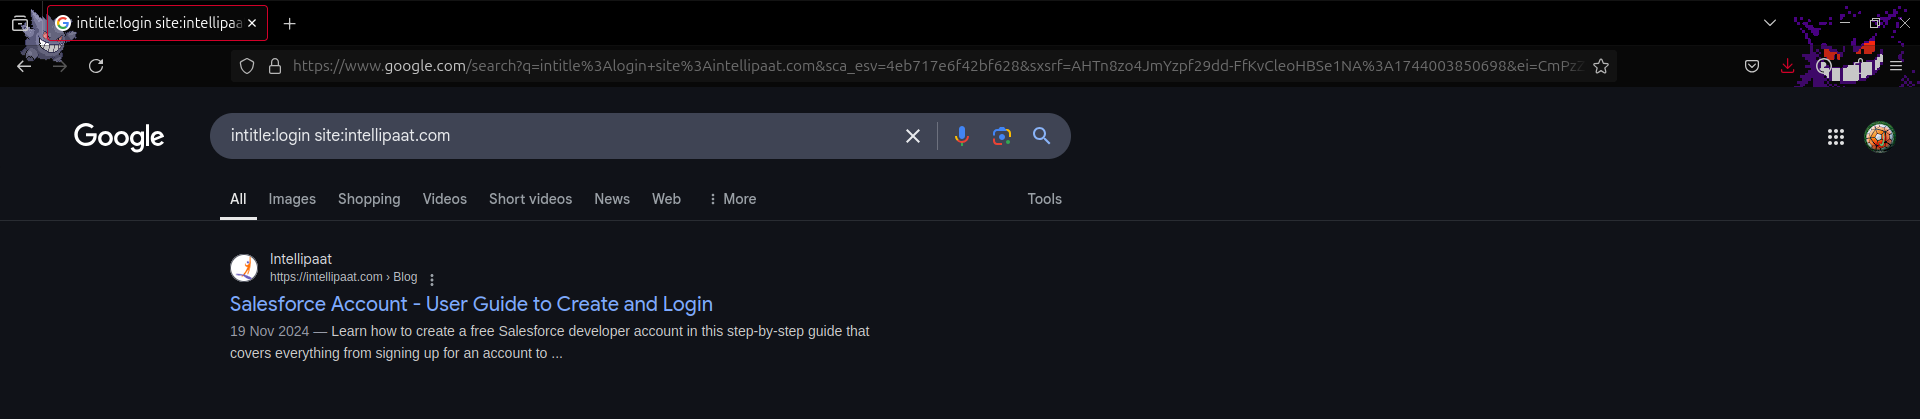 intitle:login site:intellipaa
https://www.google.com/search?q=intitle%3Alogin+site%3Aintellipaat.com&sca_esv=4eb717e6f42bf628&sxsrf=AHTn8zo4JmYzpf29dd-FfKvCleoHBSe1NA%3A1744003850698&ei=CmPzZ
Google
intitle:login site:intellipaat.com
All Images Shopping Videos Short videos News Web More Tools
Intellipaat
https://intellipaat.com › Blog
Salesforce Account - User Guide to Create and Login
19 Nov 2024 — Learn how to create a free Salesforce developer account in this step-by-step guide that
covers everything from signing up for an account to ...